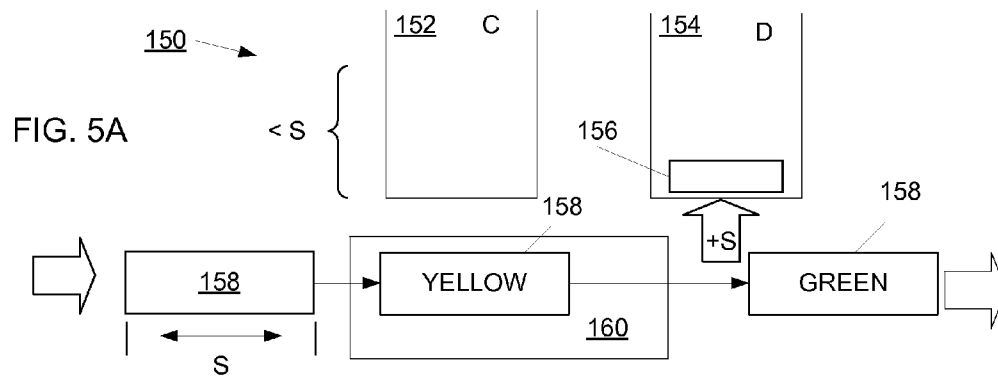 150
152 C
154 D
FIG. 5A
< S
156
158
158
+S
158
YELLOW
GREEN
160
S